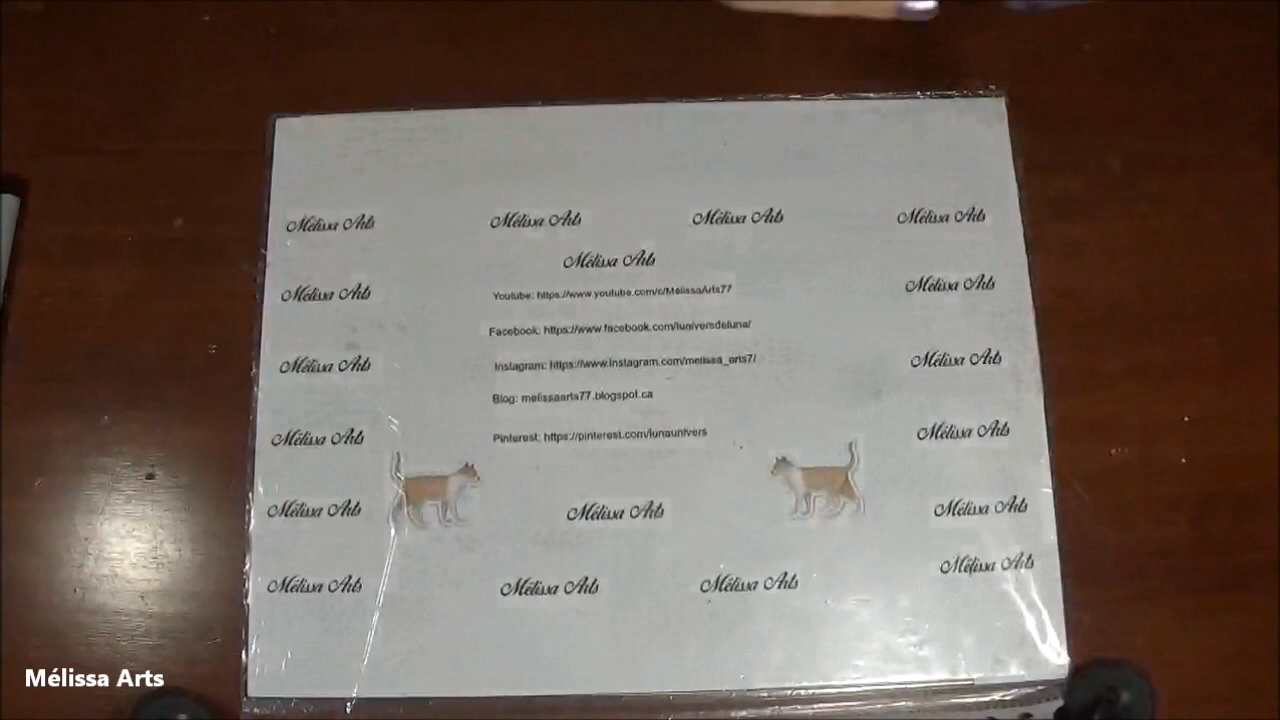 Mélissa Arts Mélissa Arts Mélissa Arts Mélissa Arts
Mélissa Arts
Mélissa Arts Mélissa Arts
Youtube: https://www.youtube.com/c/MelissaArts77
Facebook: https://www.facebook.com/luniversdeluna/
Mélissa Arts Mélissa Arts
Instagram: https://www.instagram.com/melissa_arts7/
Blog: melissaarts77.blogspot.ca
Mélissa Arts Mélissa Arts
Pinterest: https://pinterest.com/lunaunivers
Mélissa Arts Mélissa Arts Mélissa Arts
Mélissa Arts Mélissa Arts Mélissa Arts Mélissa Arts
Mélissa Arts